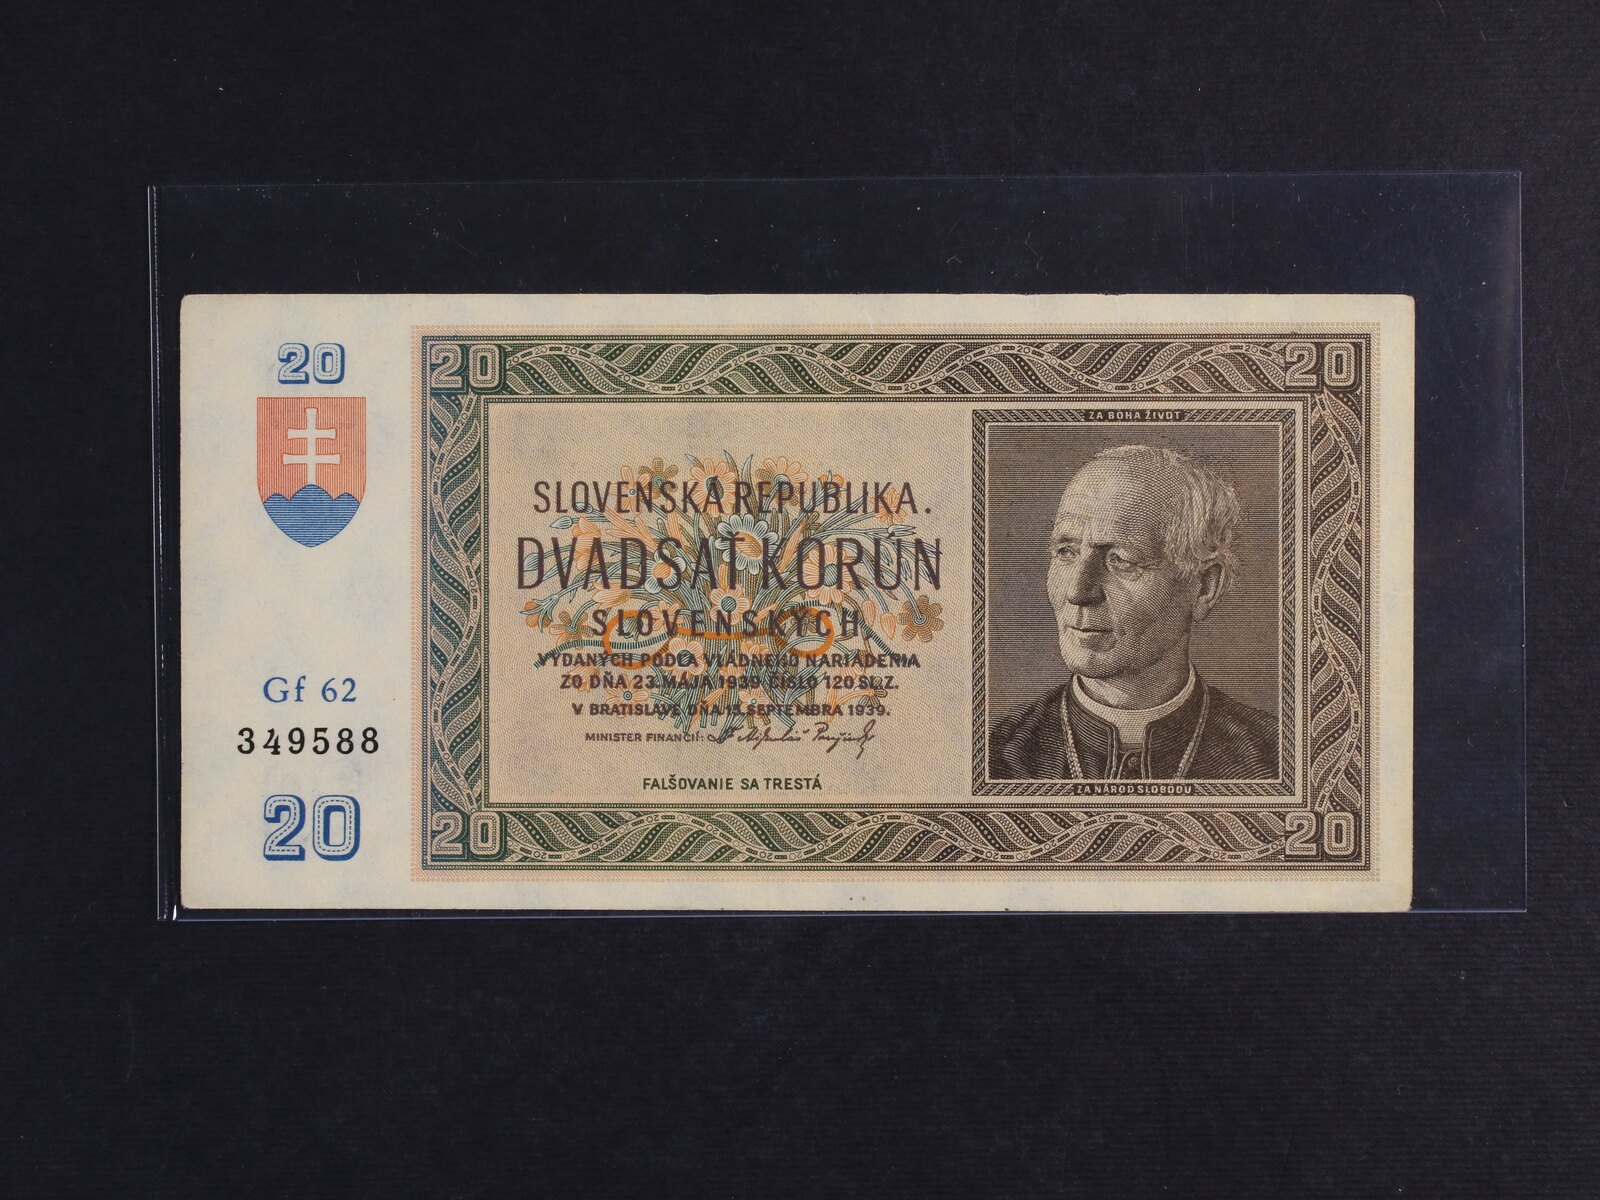 20
Gf 62
349588
20
20
20
SLOVENSKÁ REPUBLIKA.
DVADSAŤ KORÚN
SLOVENSKÝCH
VYDANÝCH PODĽA VLÁDNEHO NARIADENIA
ZO DŇA 23. MÁJA 1939 ČÍSLO 120 SL. Z.
V BRATISLAVE DŇA 15. SEPTEMBRA 1939.
MINISTER FINANCIÍ:
FALŠOVANIE SA TRESTÁ
ZA BOHA ŽIVOT
ZA NÁROD SLOBODU
20
20